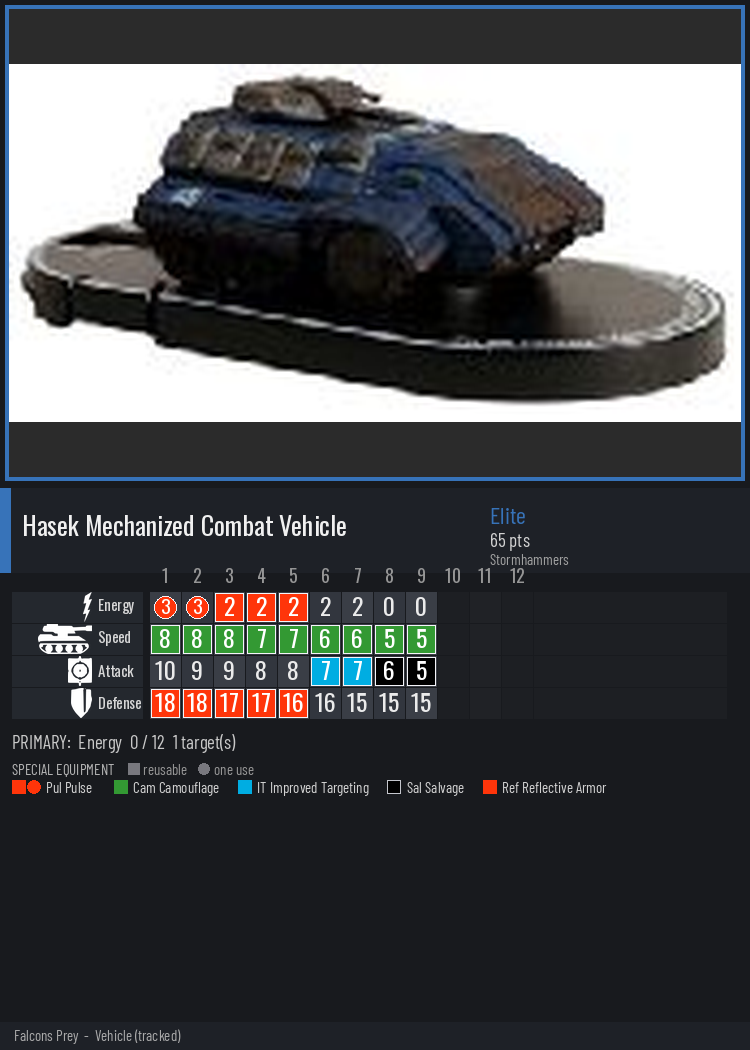 Hasek Mechanized Combat Vehicle
Elite
65 pts
Stormhammers
1 2 3 4 5 6 7 8 9 10 11 12
Energy 3 3 2 2 2 2 2 0 0
Speed 8 8 8 7 7 6 6 5 5
Attack 10 9 9 8 8 7 7 6 5
Defense 18 18 17 17 16 16 15 15 15
PRIMARY: Energy 0 / 12 1 target(s)
SPECIAL EQUIPMENT reusable one use
Pul Pulse Cam Camouflage IT Improved Targeting Sal Salvage Ref Reflective Armor
Falcons Prey - Vehicle (tracked)